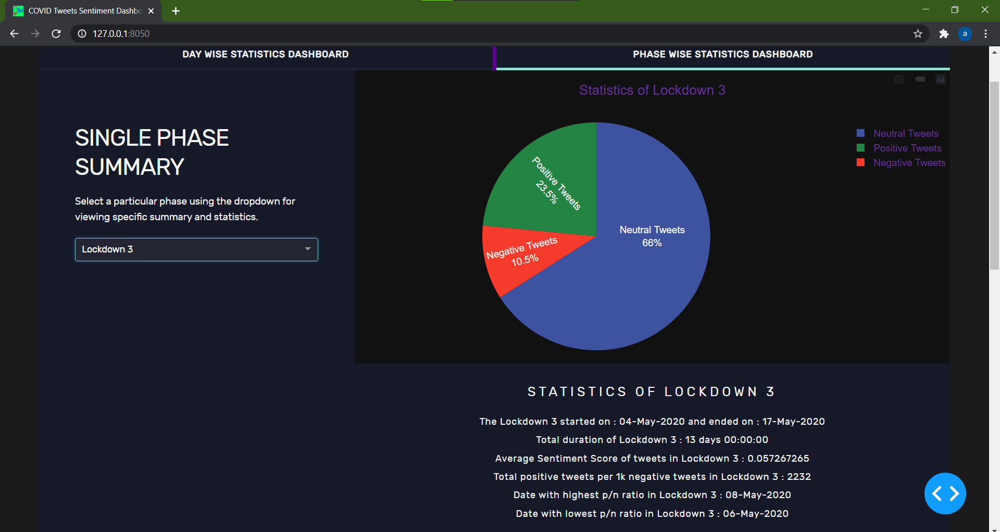 COVID Tweets Sentiment Dashbo
127.0.0.1:8050
a
DAY WISE STATISTICS DASHBOARD
PHASE WISE STATISTICS DASHBOARD
SINGLE PHASE
SUMMARY
Select a particular phase using the dropdown for
viewing specific summary and statistics.
Lockdown 3
Statistics of Lockdown 3
Neutral Tweets
Positive Tweets
Negative Tweets
Positive Tweets
23.5%
Neutral Tweets
66%
Negative Tweets
10.5%
STATISTICS OF LOCKDOWN 3
The Lockdown 3 started on : 04-May-2020 and ended on : 17-May-2020
Total duration of Lockdown 3 : 13 days 00:00:00
Average Sentiment Score of tweets in Lockdown 3 : 0.057267265
Total positive tweets per 1k negative tweets in Lockdown 3 : 2232
Date with highest p/n ratio in Lockdown 3 : 08-May-2020
Date with lowest p/n ratio in Lockdown 3 : 06-May-2020